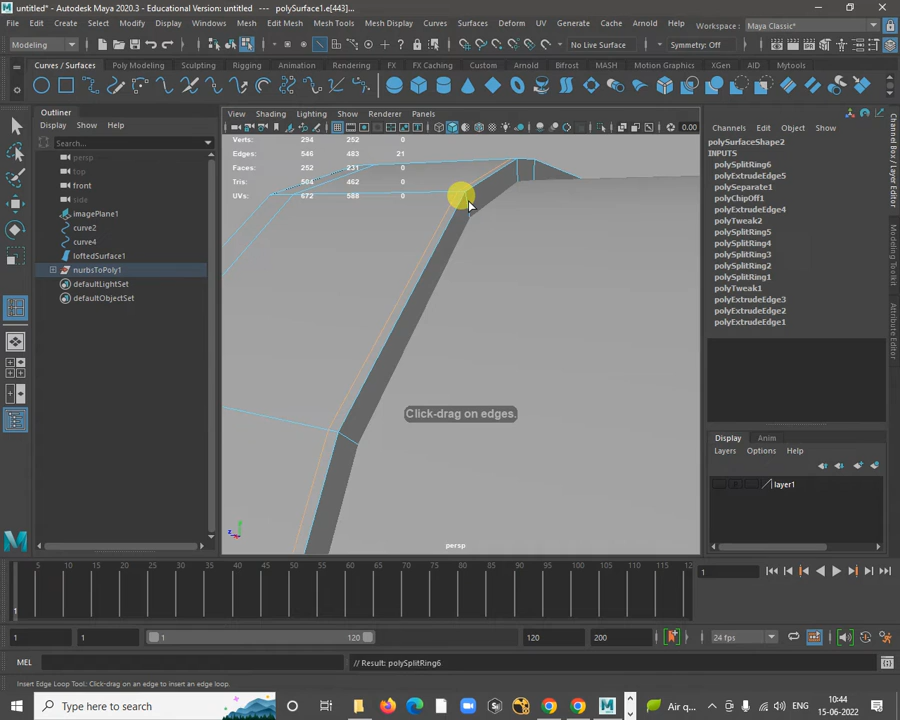 untitled* - Autodesk Maya 2020.3 Educational Version: untitled --- polySurface1.e[443]...
File Edit Create Select Modify Display Windows Mesh Edit Mesh Mesh Tools Mesh Display Curves Surfaces Deform UV Generate Cache Arnold Help
Workspace : Maya Classic*
Modeling
No Live Surface
Symmetry: Off
Curves / Surfaces Poly Modeling Sculpting Rigging Animation Rendering FX FX Caching Custom Arnold Bifrost MASH Motion Graphics XGen AID Mytools
Outliner
Display Show Help
Search...
persp
top
front
side
imagePlane1
curve2
curve4
loftedSurface1
nurbsToPoly1
defaultLightSet
defaultObjectSet
View Shading Lighting Show Renderer Panels
0.00
Verts: 294 252 0
Edges: 546 483 21
Faces: 252 231 0
Tris: 504 462 0
UVs: 672 588 0
Click-drag on edges.
persp
Channels Edit Object Show
polySurfaceShape2
INPUTS
polySplitRing6
polyExtrudeEdge5
polySeparate1
polyChipOff1
polyExtrudeEdge4
polyTweak2
polySplitRing5
polySplitRing4
polySplitRing3
polySplitRing2
polySplitRing1
polyTweak1
polyExtrudeEdge3
polyExtrudeEdge2
polyExtrudeEdge1
Channel Box / Layer Editor
Modeling Toolkit
Attribute Editor
Display Anim
Layers Options Help
layer1
5 10 15 20 25 30 35 40 45 50 55 60 65 70 75 80 85 90 95 100 105 110 115 12
1
1
1 1 1 120 120 200 24 fps
MEL
// Result: polySplitRing6
Insert Edge Loop Tool: Click-drag on an edge to insert an edge loop.
Type here to search
Air q...
10:44
15-06-2022